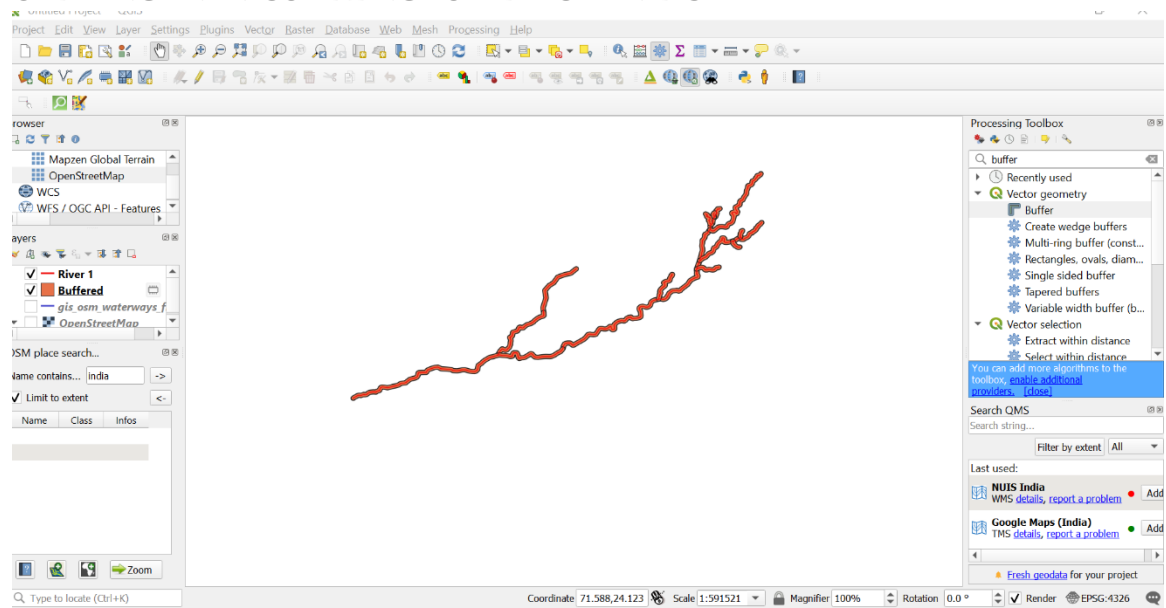 Untitled Project — QGIS
Project Edit View Layer Settings Plugins Vector Raster Database Web Mesh Processing Help
rowser
Mapzen Global Terrain
OpenStreetMap
WCS
WFS / OGC API - Features
ayers
River 1
Buffered
gis_osm_waterways_f
OpenStreetMap
OSM place search...
Name contains... india ->
Limit to extent <-
Name Class Infos
Zoom
Processing Toolbox
buffer
Recently used
Vector geometry
Buffer
Create wedge buffers
Multi-ring buffer (const...
Rectangles, ovals, diam...
Single sided buffer
Tapered buffers
Variable width buffer (b...
Vector selection
Extract within distance
Select within distance
You can add more algorithms to the
toolbox, enable additional
providers. [close]
Search QMS
Search string...
Filter by extent All
Last used:
NUIS India
WMS details, report a problem Add
Google Maps (India)
TMS details, report a problem Add
Fresh geodata for your project
Type to locate (Ctrl+K) Coordinate 71.588,24.123 Scale 1:591521 Magnifier 100% Rotation 0.0 ° Render EPSG:4326